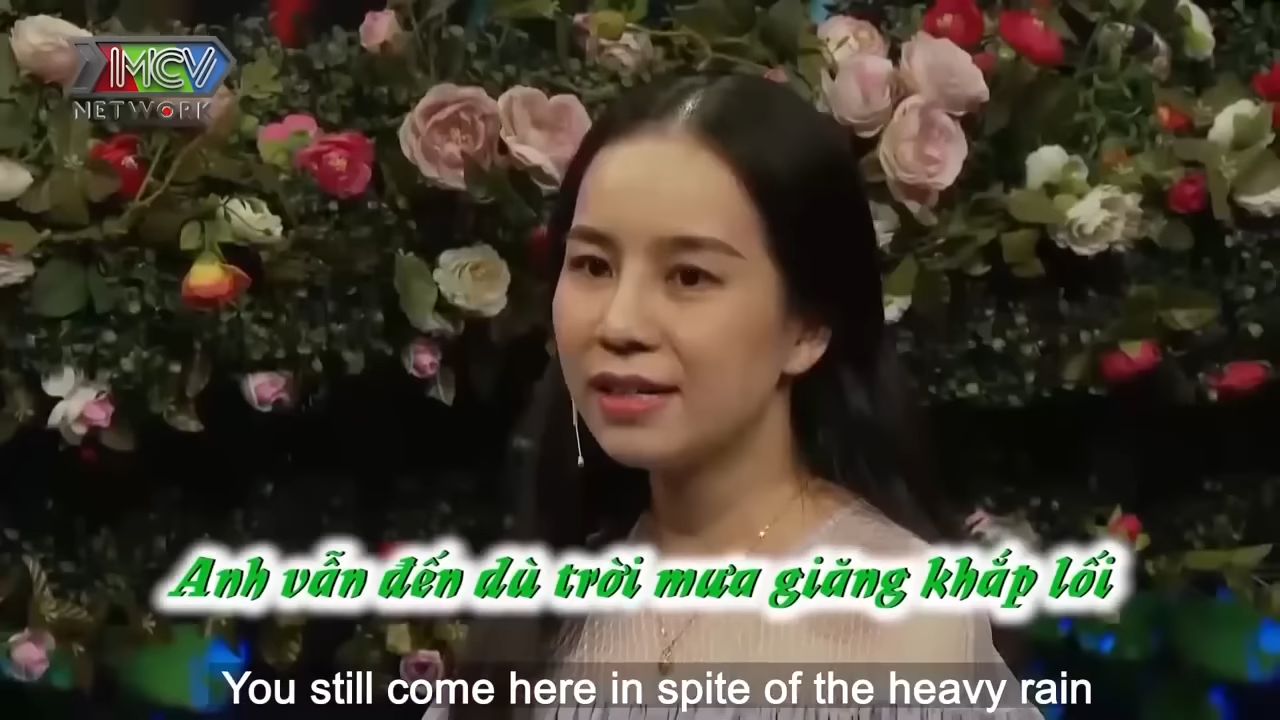 MCV
NETWORK
Anh vẫn đến dù trời mưa giăng khắp lối
You still come here in spite of the heavy rain